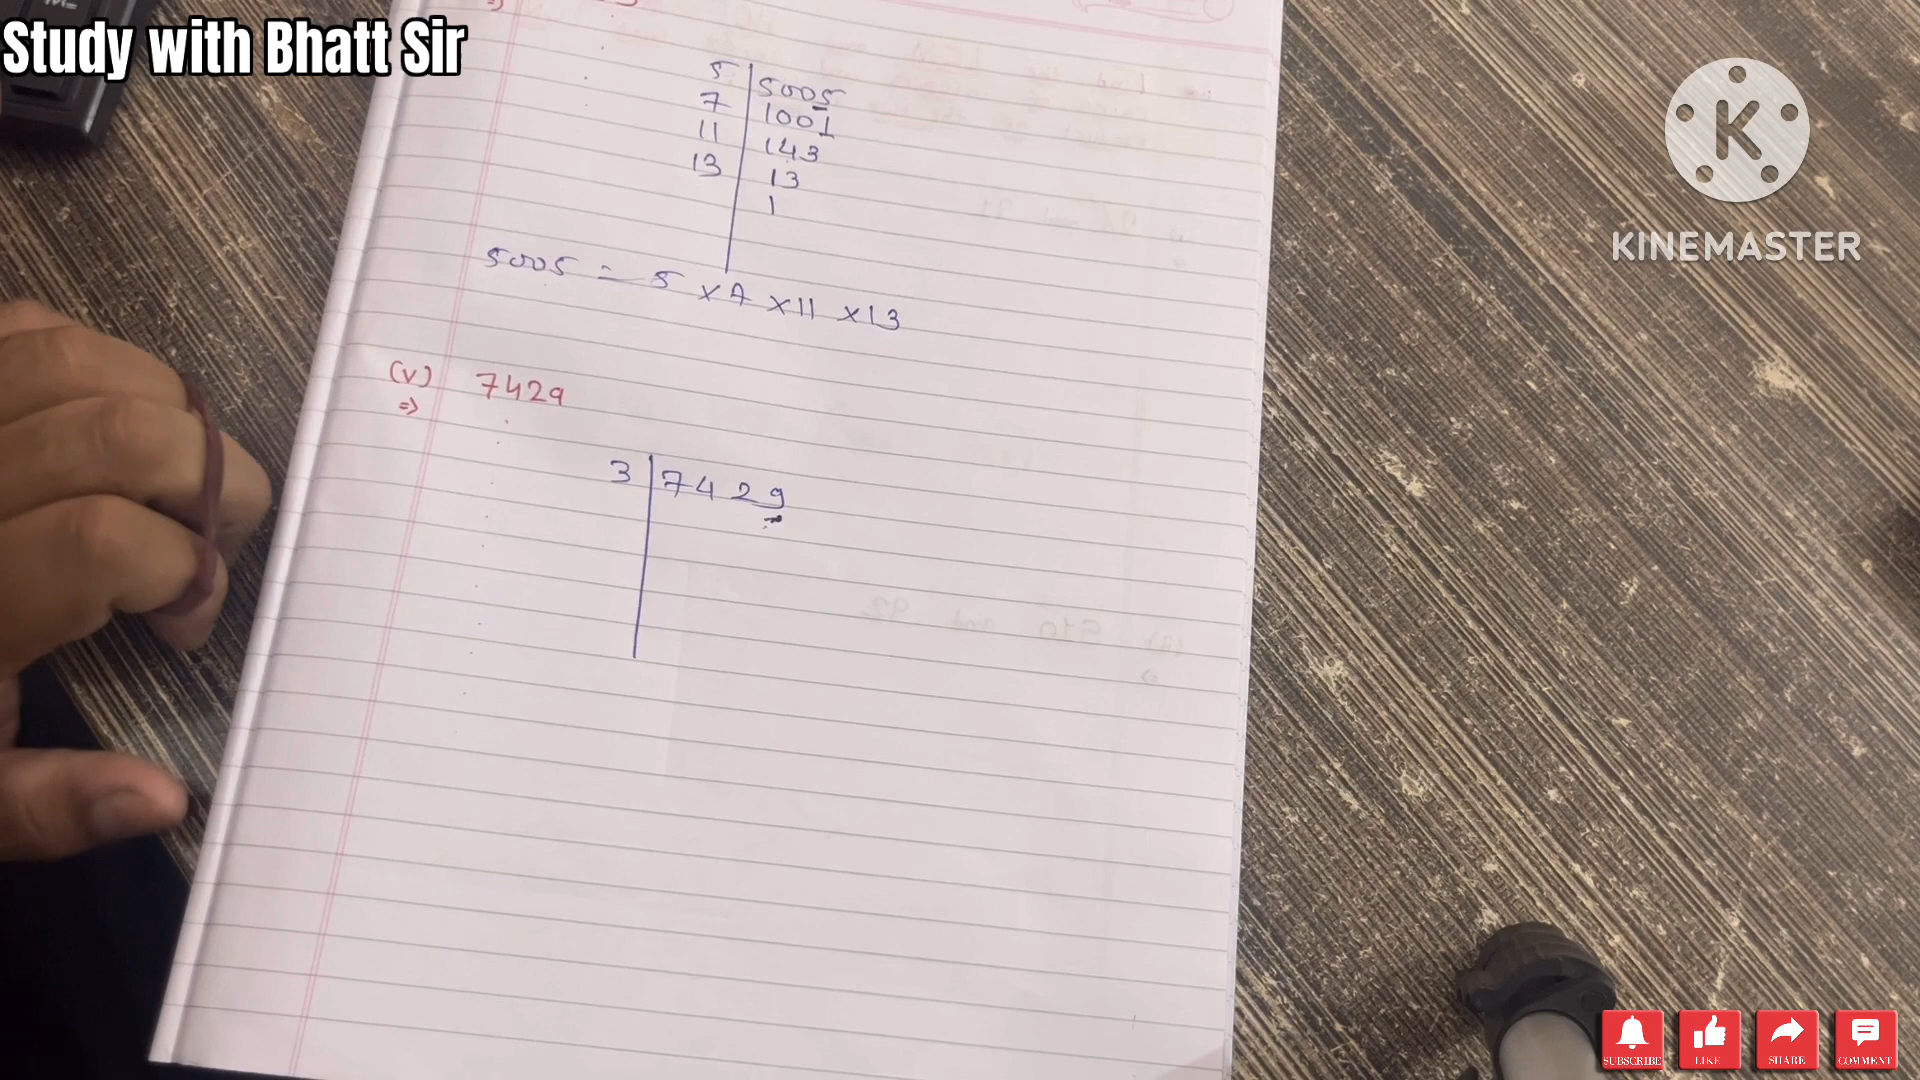 Study with Bhatt Sir
5 | 5005
7 | 1001
11 | 143
13 | 13
1
5005 = 5 x 7 x 11 x 13
(v) 7429
=>
3 | 7429
KINEMASTER
SUBSCRIBE LIKE SHARE COMMENT